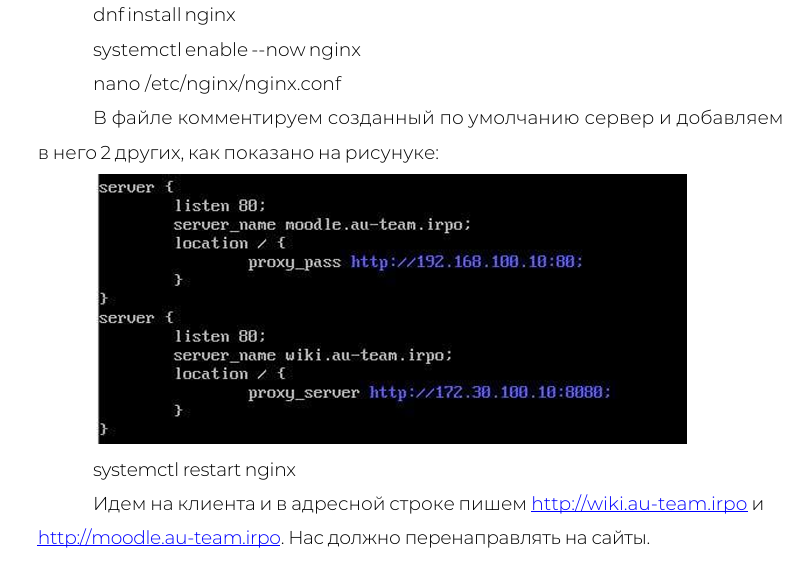 dnf install nginx
systemctl enable --now nginx
nano /etc/nginx/nginx.conf
В файле комментируем созданный по умолчанию сервер и добавляем
в него 2 других, как показано на рисунуке:
server {
listen 80;
server_name moodle.au-team.irpo;
location / {
proxy_pass http://192.168.100.10:80;
}
}
server {
listen 80;
server_name wiki.au-team.irpo;
location / {
proxy_server http://172.30.100.10:8080;
}
}
systemctl restart nginx
Идем на клиента и в адресной строке пишем http://wiki.au-team.irpo и
http://moodle.au-team.irpo. Нас должно перенаправлять на сайты.